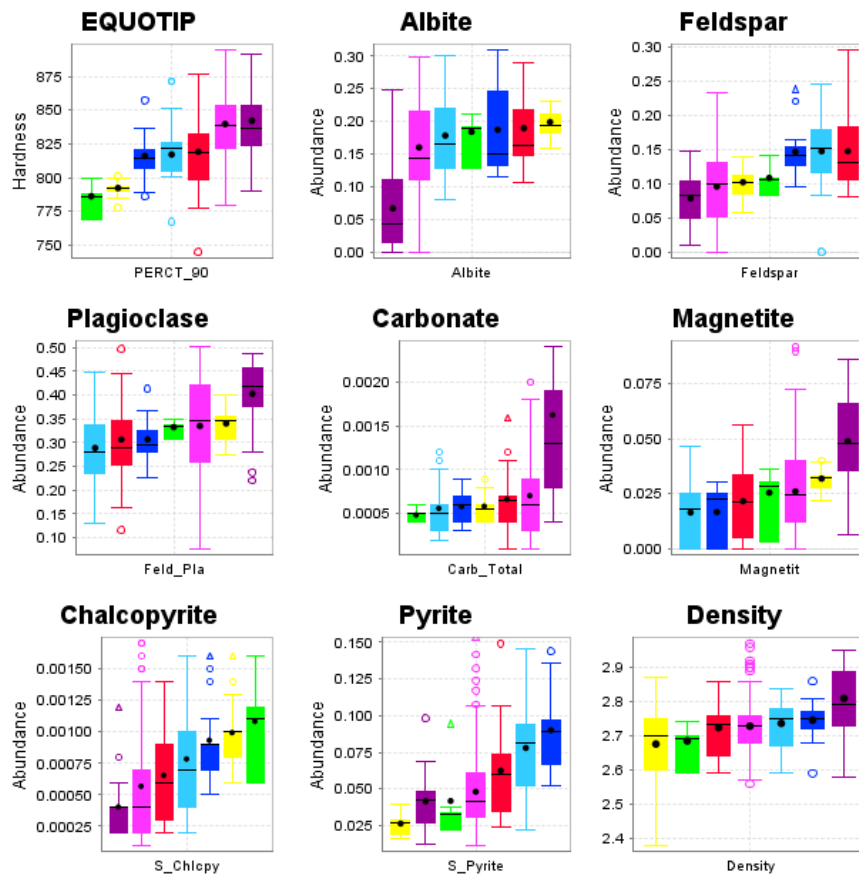 EQUOTIP
Albite
Feldspar
Hardness
875
850
825
800
775
750
PERCT_90
Abundance
0.30
0.25
0.20
0.15
0.10
0.05
0.00
Albite
Abundance
0.30
0.25
0.20
0.15
0.10
0.05
0.00
Feldspar
Plagioclase
Carbonate
Magnetite
Abundance
0.50
0.45
0.40
0.35
0.30
0.25
0.20
0.15
0.10
Feld_Pla
Abundance
0.0020
0.0015
0.0010
0.0005
Carb_Total
Abundance
0.075
0.050
0.025
0.000
Magnetit
Chalcopyrite
Pyrite
Density
Abundance
0.00150
0.00125
0.00100
0.00075
0.00050
0.00025
S_Chlcpy
Abundance
0.150
0.125
0.100
0.075
0.050
0.025
S_Pyrite
Abundance
2.9
2.8
2.7
2.6
2.5
2.4
Density